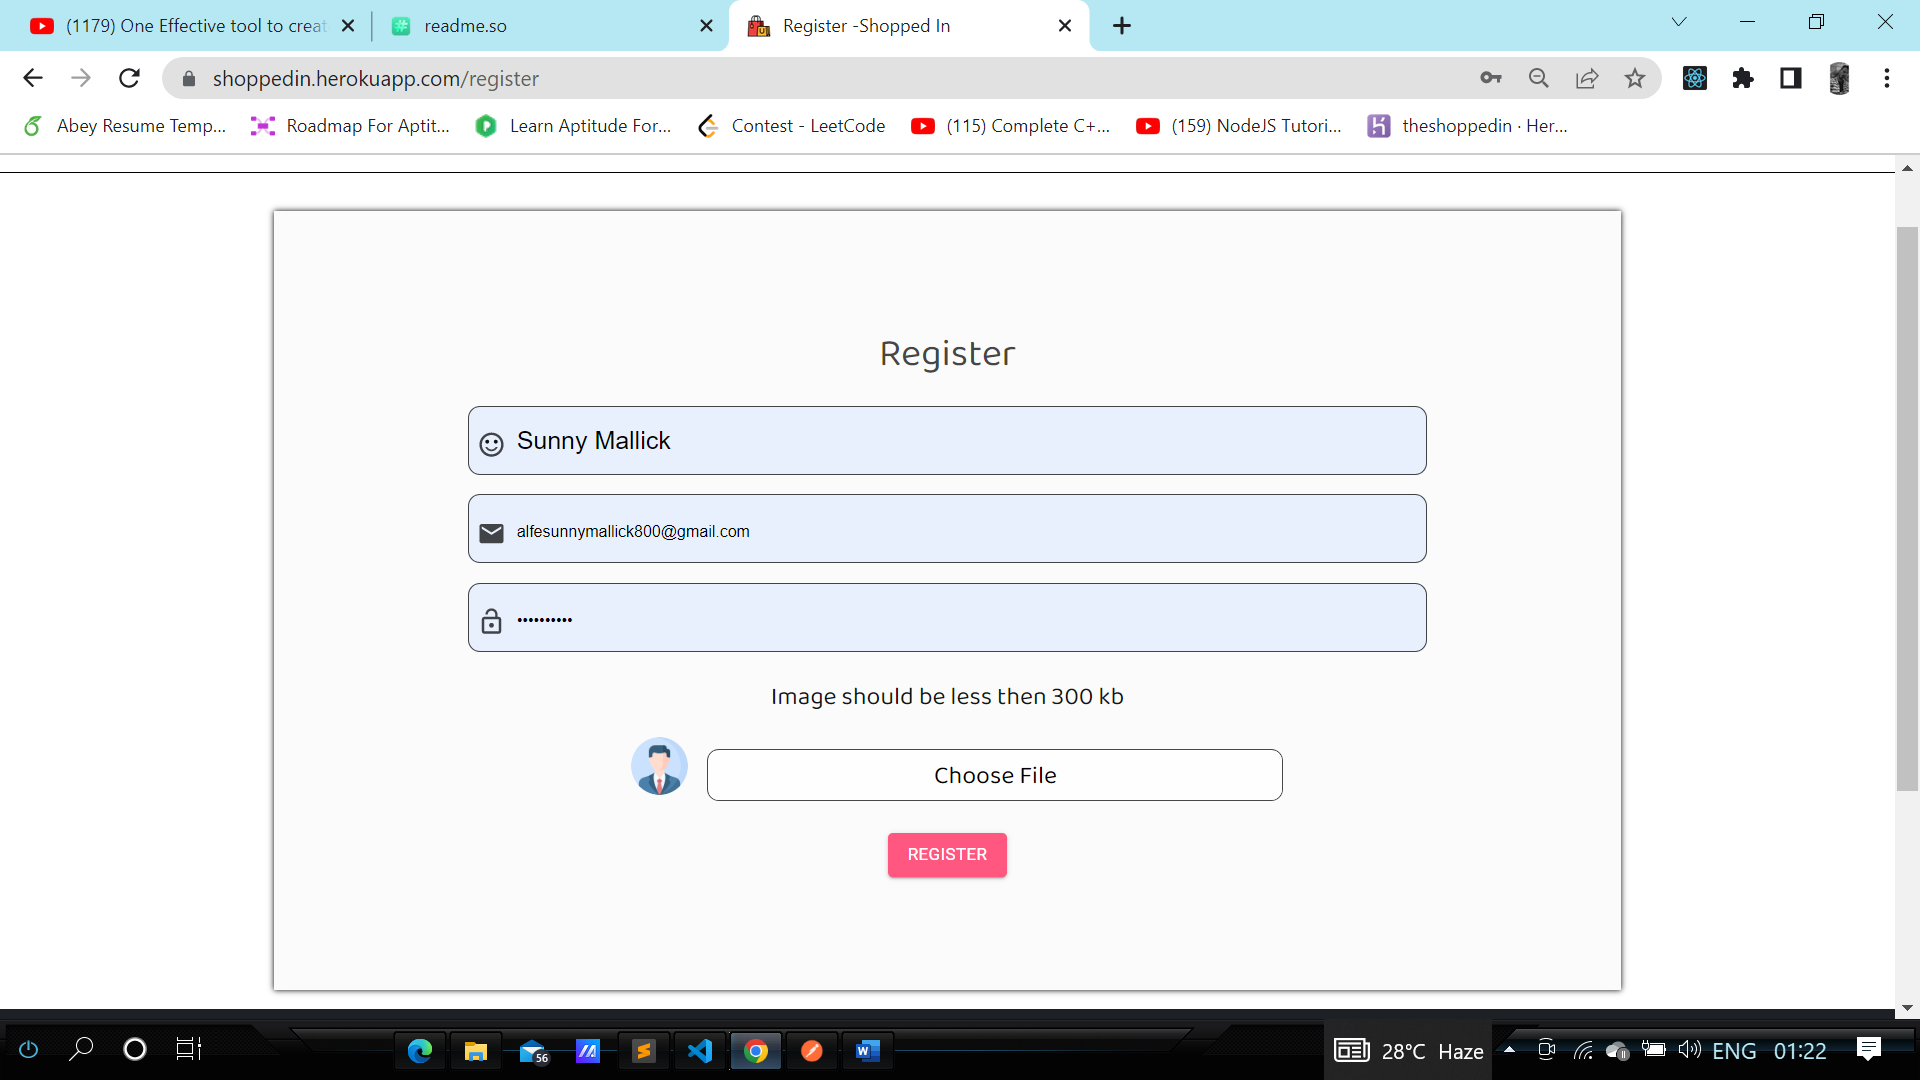 (1179) One Effective tool to creat
readme.so
Register -Shopped In
shoppedin.herokuapp.com/register
Abey Resume Temp...
Roadmap For Aptit...
Learn Aptitude For...
Contest - LeetCode
(115) Complete C+...
(159) NodeJS Tutori...
theshoppedin · Her...
Register
Sunny Mallick
alfesunnymallick800@gmail.com
••••••••••
Image should be less then 300 kb
Choose File
REGISTER
56
28°C Haze
ENG
01:22